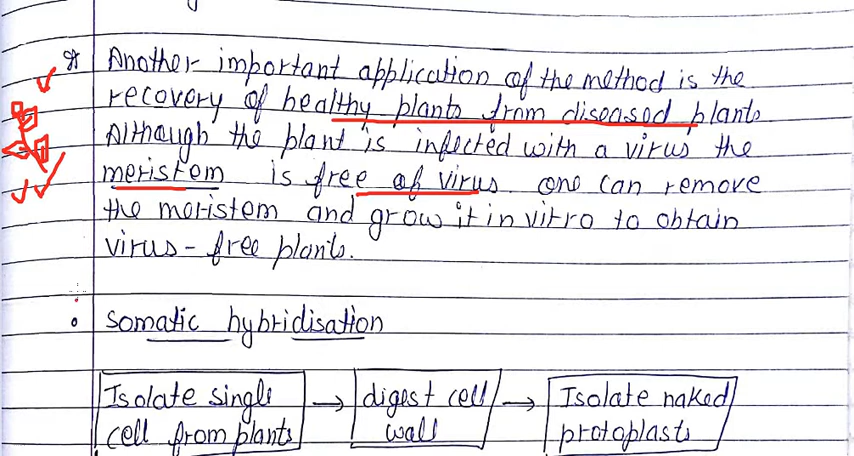 Another important application of the method is the
recovery of healthy plants from diseased plants
Although the plant is infected with a virus the
meristem is free of virus. one can remove
the meristem and grow it in vitro to obtain
virus-free plants.
somatic hybridisation
Isolate single cell from plants → digest cell wall → Isolate naked protoplasts